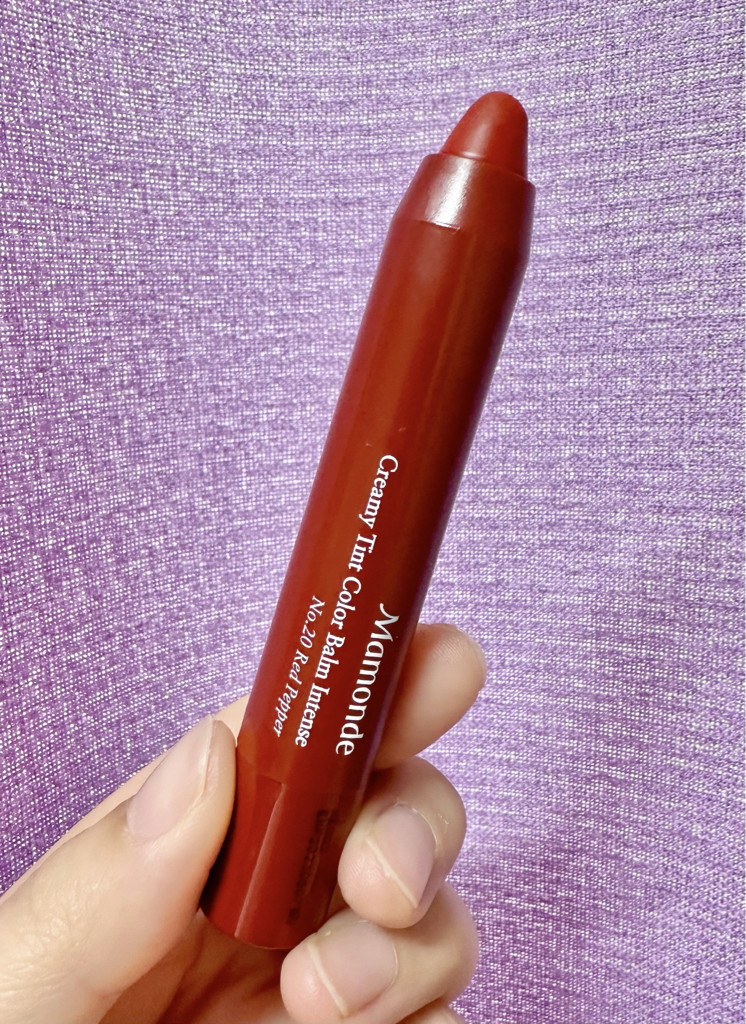 Mamonde
Creamy Tint Color Balm Intense
No.20 Red Pepper